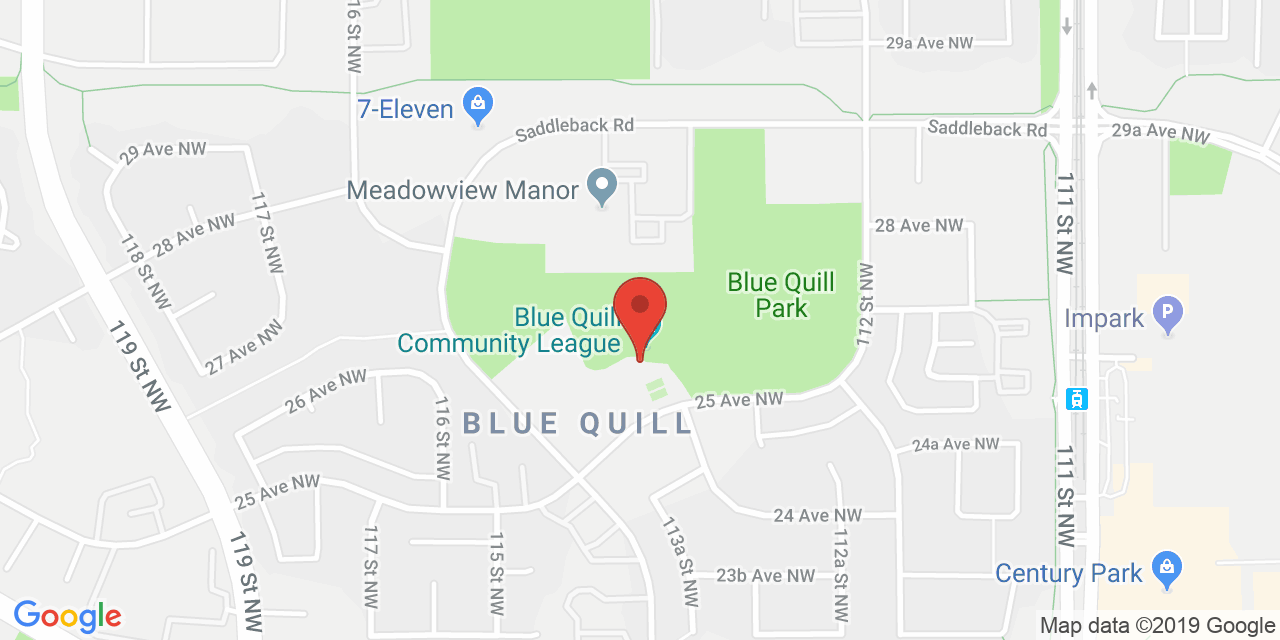 116 St NW
29a Ave NW
7-Eleven
Saddleback Rd
Saddleback Rd
29a Ave NW
29 Ave NW
Meadowview Manor
111 St NW
28 Ave NW
117 St NW
28 Ave NW
118 St NW
Blue Quill
Park
112 St NW
Impark
Blue Quill
Community League
27 Ave NW
119 St NW
26 Ave NW
25 Ave NW
BLUE QUILL
116 St NW
24a Ave NW
111 St NW
25 Ave NW
24 Ave NW
119 St NW
117 St NW
115 St NW
113a St NW
112a St NW
23b Ave NW
Century Park
Google
Map data ©2019 Google